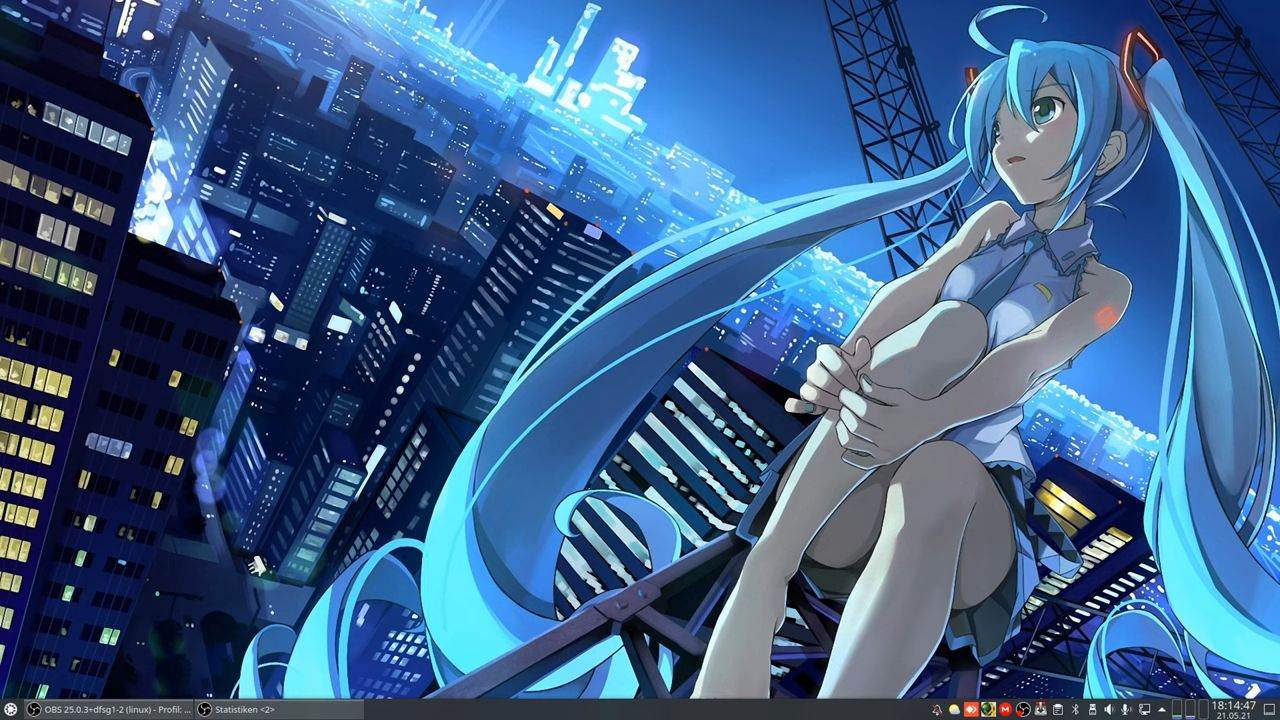 OBS 25.0.3+dfsg1-2 (linux) - Profil: ...
Statistiken <2>
18:14:47
21.05.21